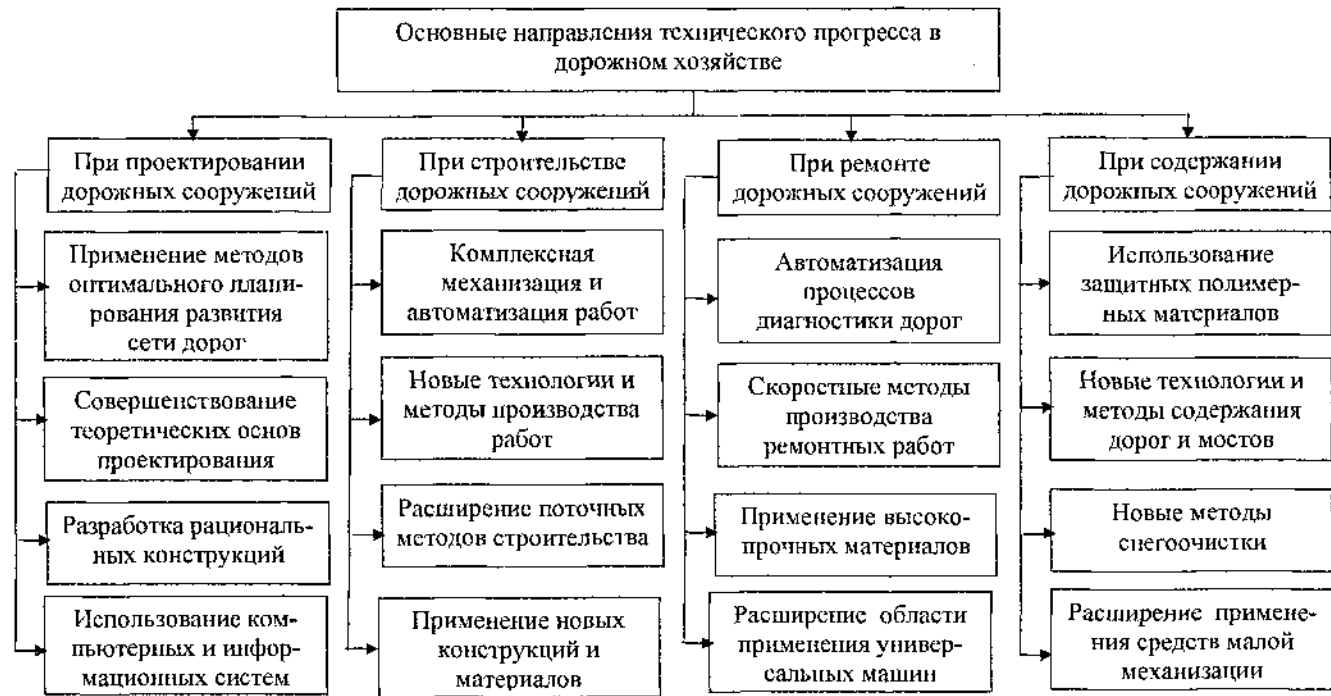 Основные направления технического прогресса в
дорожном хозяйстве
При проектировании
дорожных сооружений
Применение методов
оптимального плани-
рования развития
сети дорог
Совершенствование
теоретических основ
проектирования
Разработка рациональ-
ных конструкций
Использование ком-
пьютерных и инфор-
мационных систем
При строительстве
дорожных сооружений
Комплексная
механизация и
автоматизация работ
Новые технологии и
методы производства
работ
Расширение поточных
методов строительства
Применение новых
конструкций и
материалов
При ремонте
дорожных сооружений
Автоматизация
процессов
диагностики дорог
Скоростные методы
производства
ремонтных работ
Применение высоко-
прочных материалов
Расширение области
применения универ-
сальных машин
При содержании
дорожных сооружений
Использование
защитных полимер-
ных материалов
Новые технологии и
методы содержания
дорог и мостов
Новые методы
снегоочистки
Расширение примене-
ния средств малой
механизации